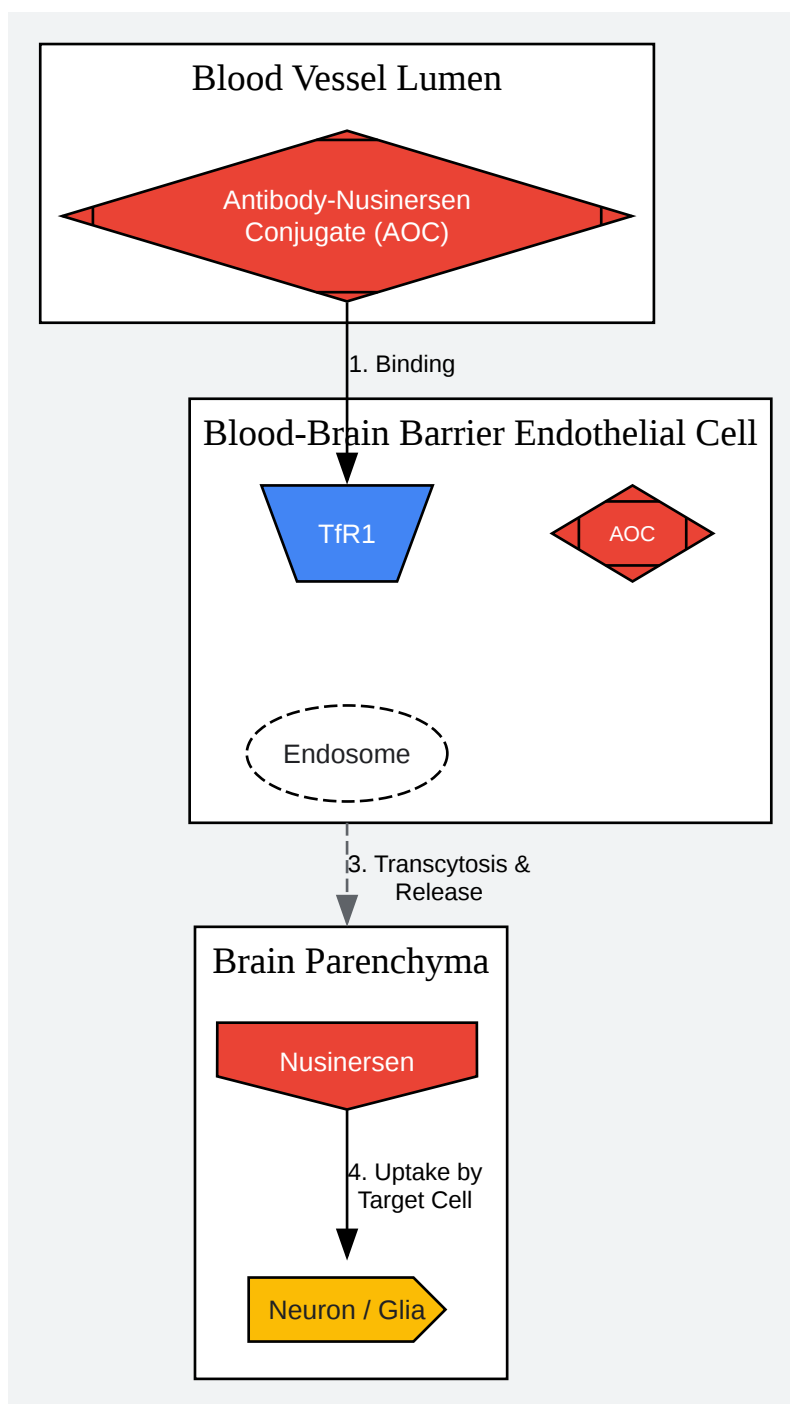 Blood Vessel Lumen
Antibody-Nusinersen
Conjugate (AOC)
1. Binding
Blood-Brain Barrier Endothelial Cell
TfR1
AOC
Endosome
3. Transcytosis &
Release
Brain Parenchyma
Nusinersen
4. Uptake by
Target Cell
Neuron / Glia